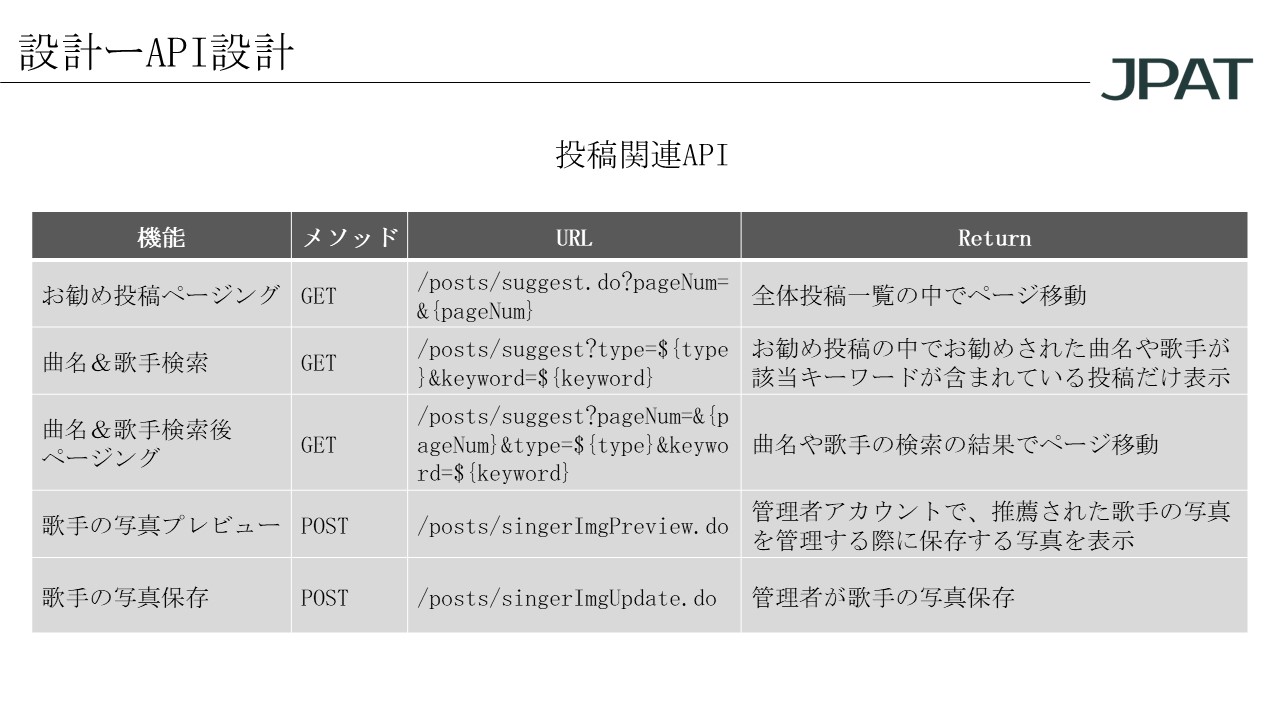 設計ーAPI設計
JPAT
投稿関連API
機能
メソッド
URL
Return
お勧め投稿ページング
GET
/posts/suggest.do?pageNum=
&{pageNum}
全体投稿一覧の中でページ移動
曲名＆歌手検索
GET
/posts/suggest?type=${type
}&keyword=${keyword}
お勧め投稿の中でお勧めされた曲名や歌手が
該当キーワードが含まれている投稿だけ表示
曲名＆歌手検索後
ページング
GET
/posts/suggest?pageNum=&{p
ageNum}&type=${type}&keywo
rd=${keyword}
曲名や歌手の検索の結果でページ移動
歌手の写真プレビュー
POST
/posts/singerImgPreview.do
管理者アカウントで、推薦された歌手の写真
を管理する際に保存する写真を表示
歌手の写真保存
POST
/posts/singerImgUpdate.do
管理者が歌手の写真保存